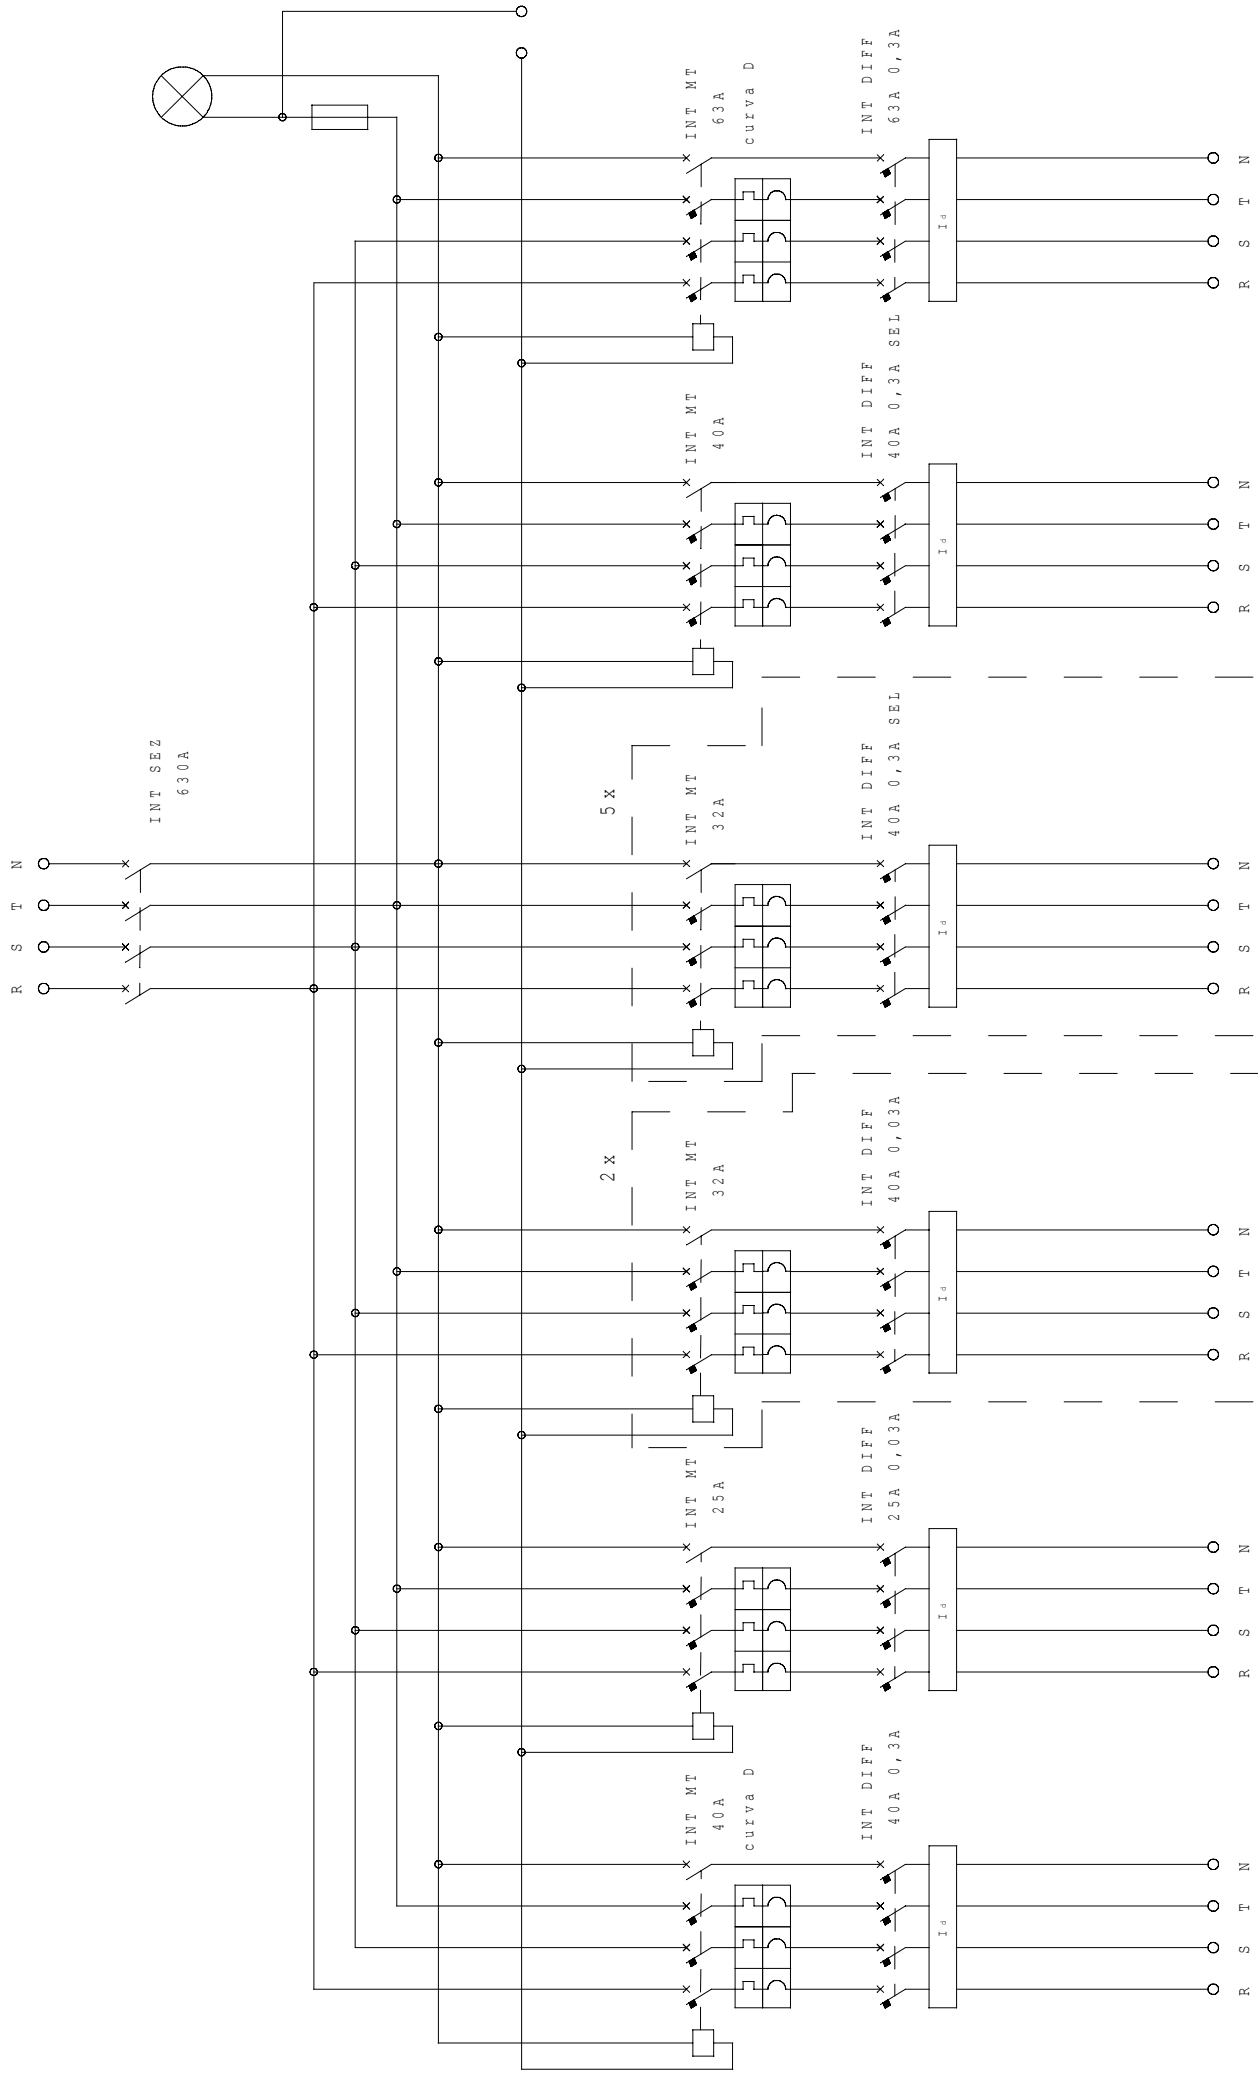 R S T N
INT SEZ
630A
INT MT
40A
curva D
INT DIFF
40A 0,3A
Id
R S T N
INT MT
25A
INT DIFF
25A 0,03A
Id
R S T N
2x
INT MT
32A
INT DIFF
40A 0,03A
Id
R S T N
5x
INT MT
32A
INT DIFF
40A 0,3A SEL
Id
R S T N
INT MT
40A
INT DIFF
40A 0,3A SEL
Id
R S T N
INT MT
63A
curva D
INT DIFF
63A 0,3A
Id
R S T N